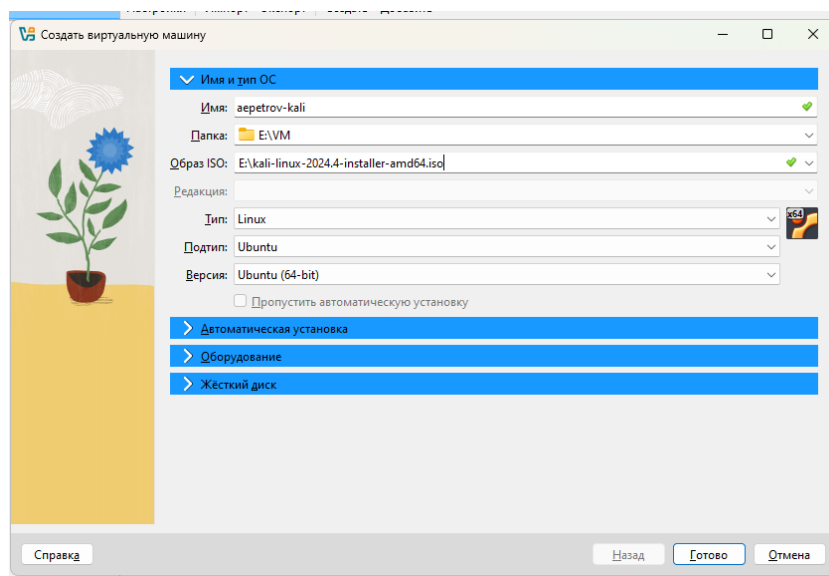 Создать виртуальную машину
Имя и тип ОС
Имя: aepetrov-kali
Папка: E:\VM
Образ ISO: E:\kali-linux-2024.4-installer-amd64.iso
Редакция:
Тип: Linux
x64
Подтип: Ubuntu
Версия: Ubuntu (64-bit)
Пропустить автоматическую установку
Автоматическая установка
Оборудование
Жёсткий диск
Справка Назад Готово Отмена